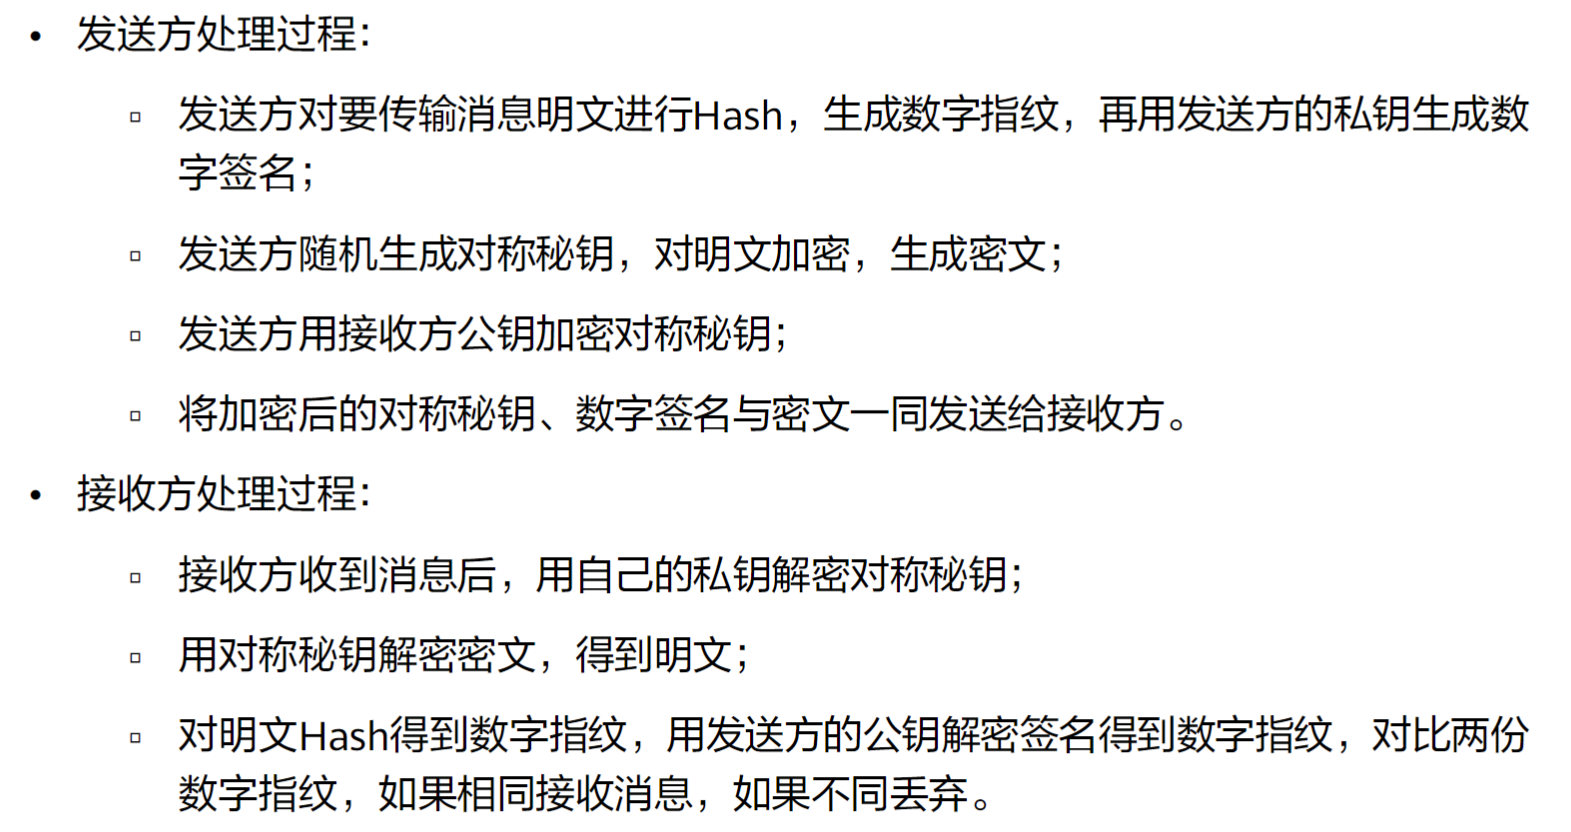 • 发送方处理过程：
▫ 发送方对要传输消息明文进行Hash，生成数字指纹，再用发送方的私钥生成数
字签名；
▫ 发送方随机生成对称秘钥，对明文加密，生成密文；
▫ 发送方用接收方公钥加密对称秘钥；
▫ 将加密后的对称秘钥、数字签名与密文一同发送给接收方。
• 接收方处理过程：
▫ 接收方收到消息后，用自己的私钥解密对称秘钥；
▫ 用对称秘钥解密密文，得到明文；
▫ 对明文Hash得到数字指纹，用发送方的公钥解密签名得到数字指纹，对比两份
数字指纹，如果相同接收消息，如果不同丢弃。